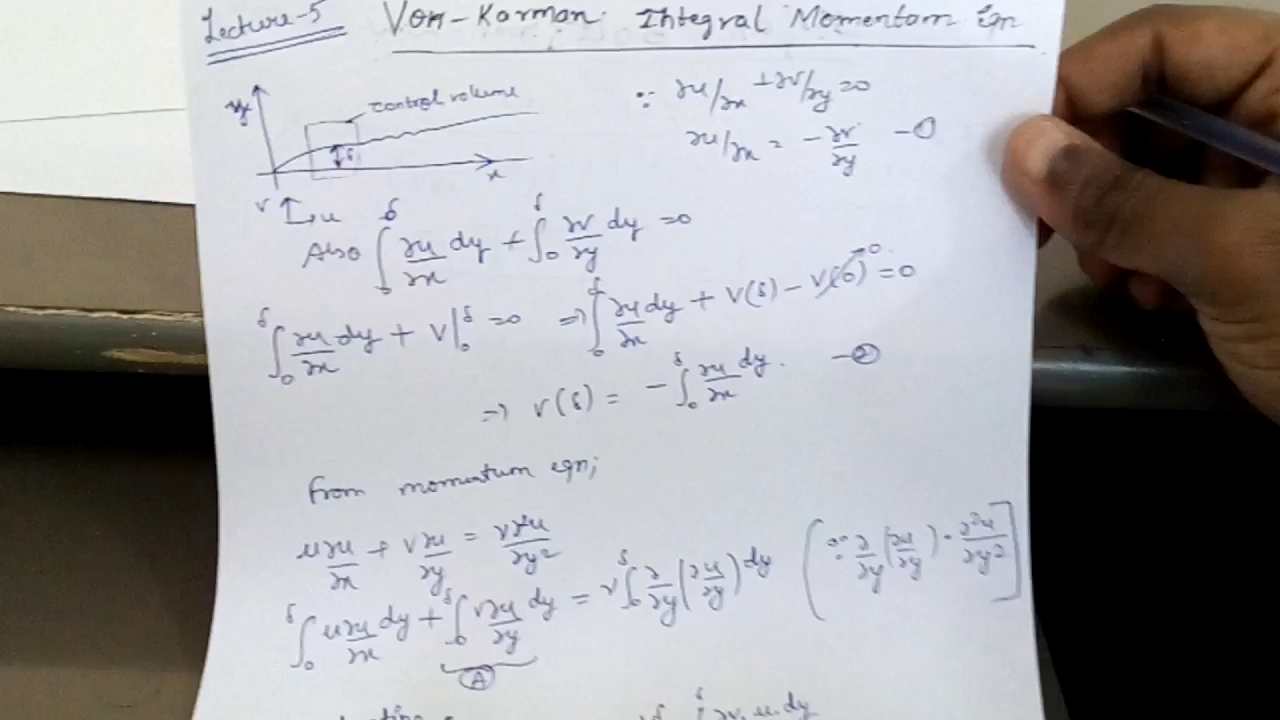 Lecture-5 Von-Karman Integral Momentum Eqn
y control volume ∵ ∂u/∂x + ∂v/∂y = 0
δ
x
∂u/∂x = - ∂v/∂y - ①
v u
Also ∫₀^δ ∂u/∂x dy + ∫₀^δ ∂v/∂y dy = 0
∫₀^δ ∂u/∂x dy + v|₀^δ = 0 ⇒ ∫₀^δ ∂u/∂x dy + v(δ) - v(0)→0 = 0
⇒ v(δ) = - ∫₀^δ ∂u/∂x dy. - ②
from momentum eqn;
u ∂u/∂x + v ∂u/∂y = ν ∂²u/∂y²
∫₀^δ u ∂u/∂x dy + ∫₀^δ v ∂u/∂y dy = ν ∫₀^δ ∂/∂y (∂u/∂y) dy [∵ ∂/∂y (∂u/∂y) = ∂²u/∂y²]
Ⓐ